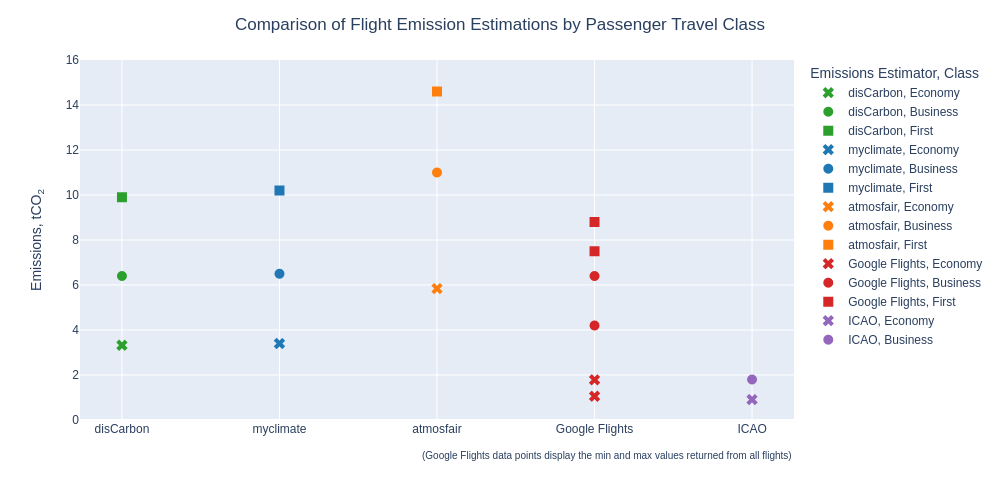 Comparison of Flight Emission Estimations by Passenger Travel Class
Emissions, tCO₂
16
14
12
10
8
6
4
2
0
disCarbon
myclimate
atmosfair
Google Flights
ICAO
(Google Flights data points display the min and max values returned from all flights)
Emissions Estimator, Class
disCarbon, Economy
disCarbon, Business
disCarbon, First
myclimate, Economy
myclimate, Business
myclimate, First
atmosfair, Economy
atmosfair, Business
atmosfair, First
Google Flights, Economy
Google Flights, Business
Google Flights, First
ICAO, Economy
ICAO, Business